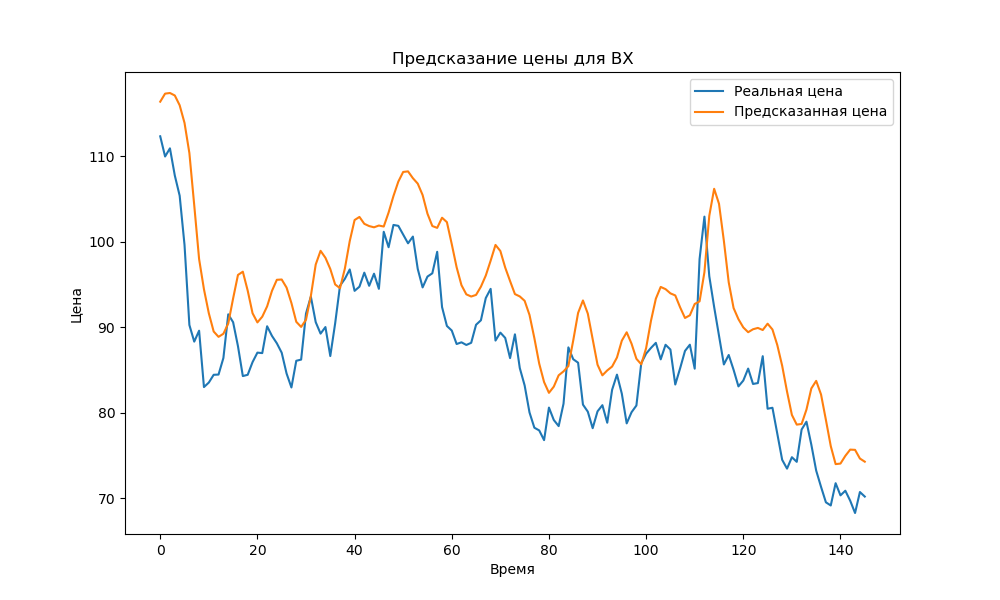 Предсказание цены для BX
Реальная цена
Предсказанная цена
Цена
110
100
90
80
70
0 20 40 60 80 100 120 140
Время